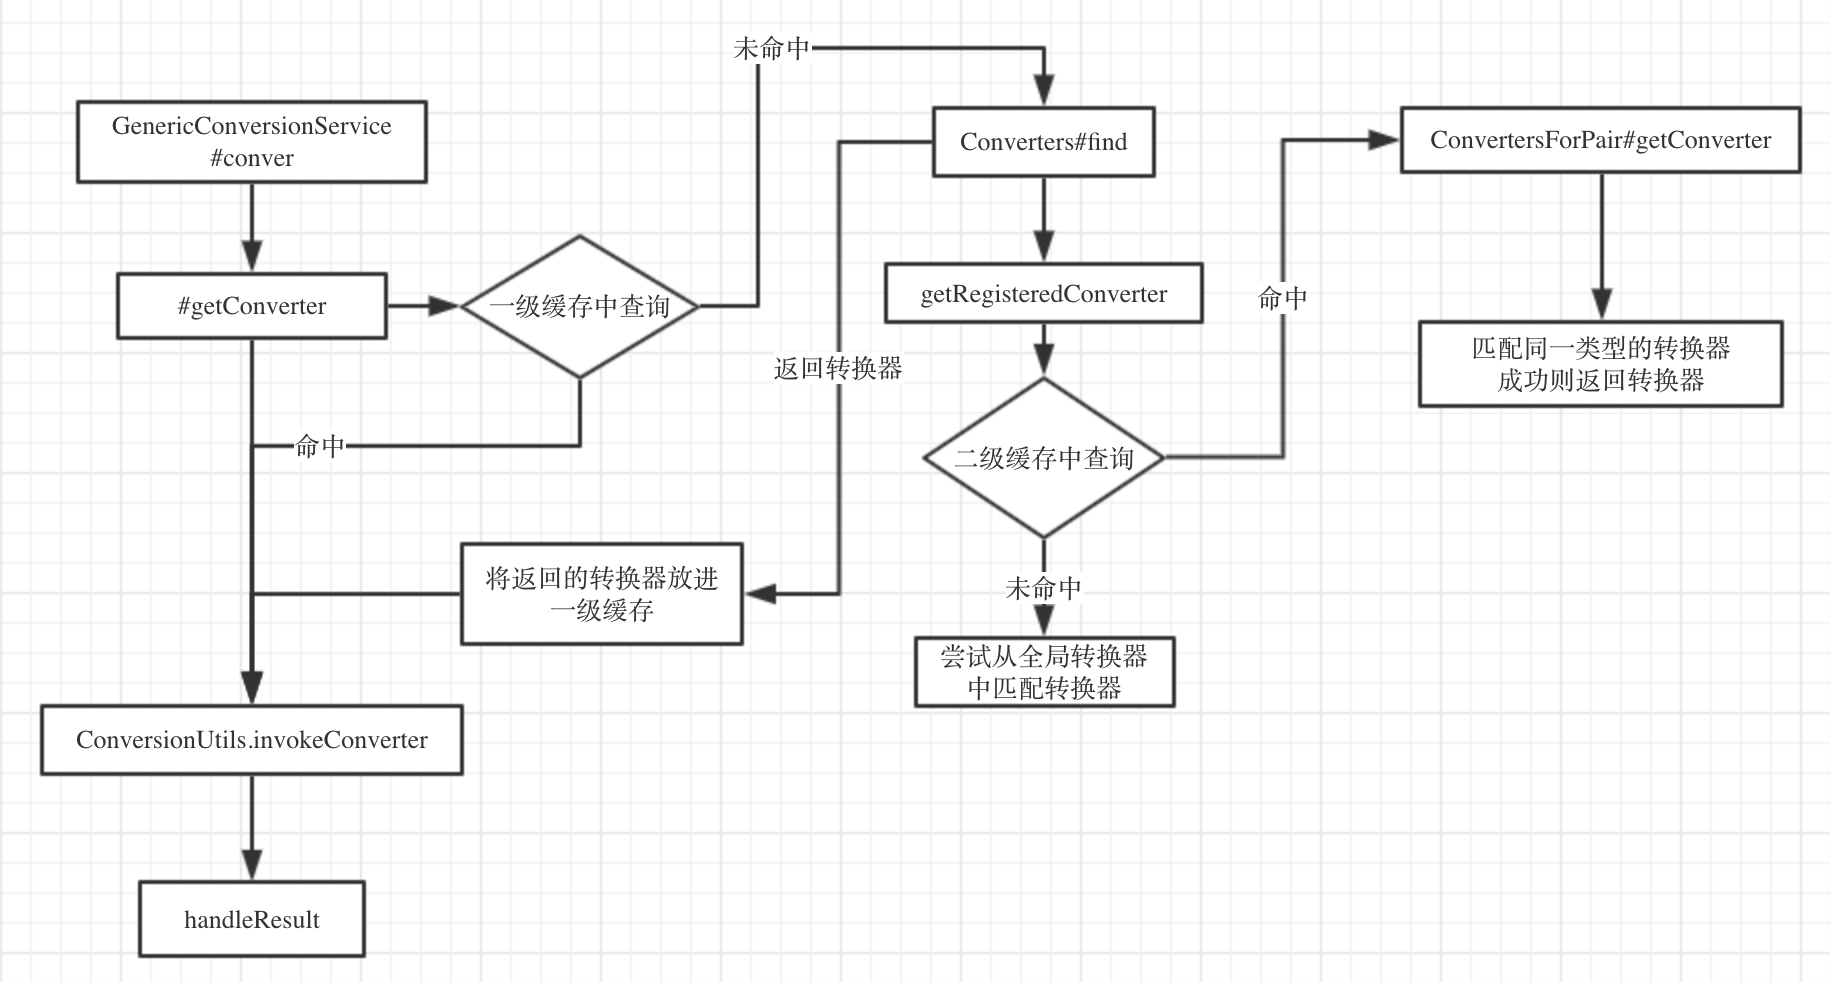 未命中
GenericConversionService
#conver
Converters#find
ConvertersForPair#getConverter
#getConverter
一级缓存中查询
getRegisteredConverter
命中
返回转换器
匹配同一类型的转换器
成功则返回转换器
命中
二级缓存中查询
将返回的转换器放进
一级缓存
未命中
尝试从全局转换器
中匹配转换器
ConversionUtils.invokeConverter
handleResult